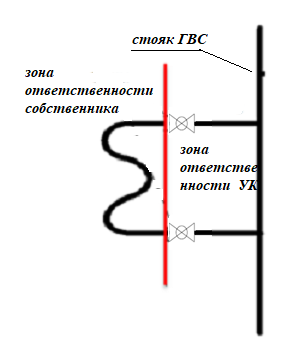 стояк ГВС
зона
ответственности
собственника
зона
ответстве
нности УК